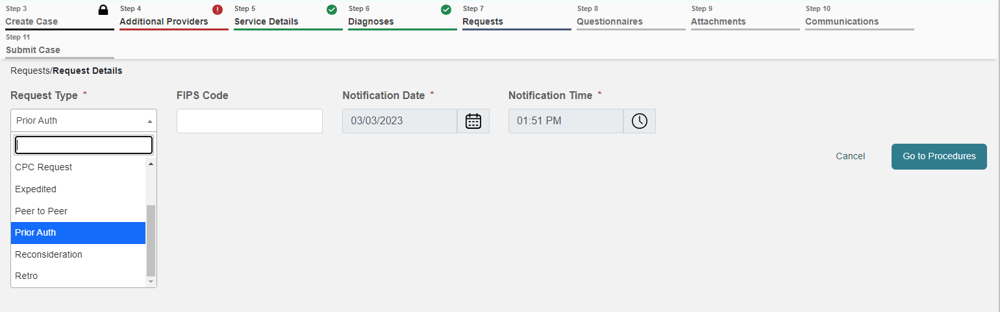 Step 3
Create Case
Step 4
Additional Providers
Step 5
Service Details
Step 6
Diagnoses
Step 7
Requests
Step 8
Questionnaires
Step 9
Attachments
Step 10
Communications
Step 11
Submit Case
Requests/Request Details
Request Type *
FIPS Code
Notification Date *
Notification Time *
Prior Auth
03/03/2023
01:51 PM
Cancel
Go to Procedures
CPC Request
Expedited
Peer to Peer
Prior Auth
Reconsideration
Retro